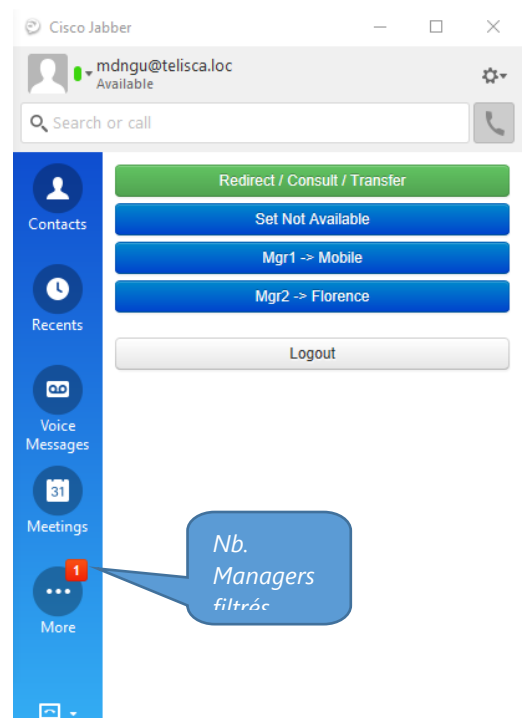 Cisco Jabber
mdngu@telisca.loc
Available
Search or call
Redirect / Consult / Transfer
Contacts
Set Not Available
Mgr1 -> Mobile
Mgr2 -> Florence
Recents
Logout
Voice
Messages
31
Meetings
Nb.
Managers
filtrés
1
More